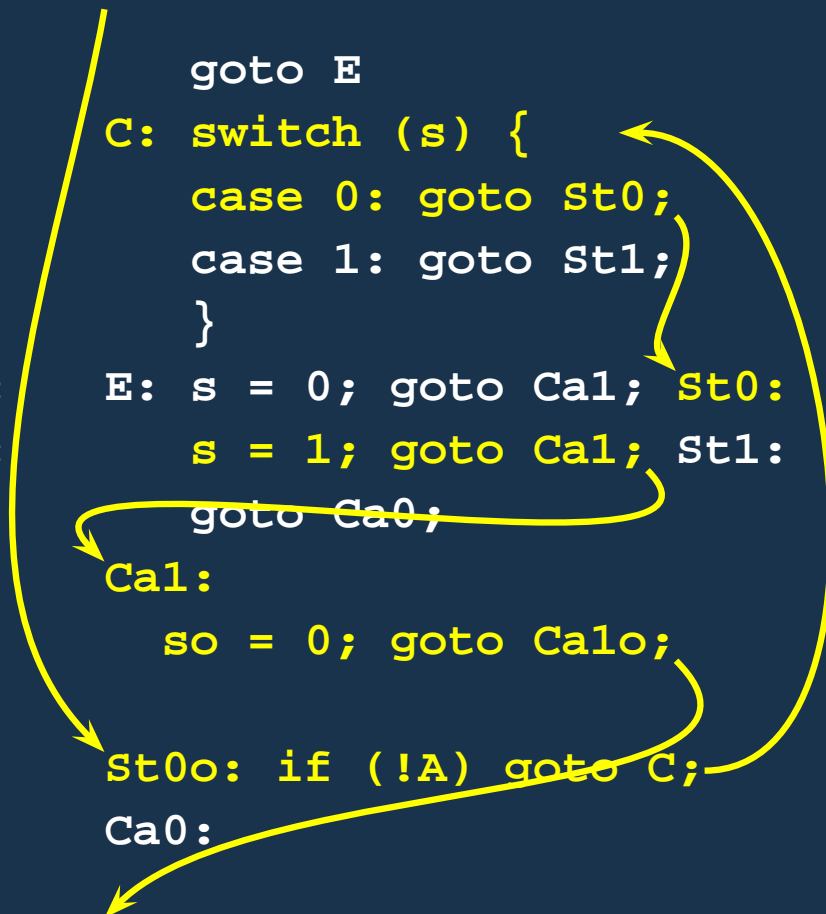 goto E
C: switch (s) {
case 0: goto St0;
case 1: goto St1;
}
E: s = 0; goto Ca1; St0:
s = 1; goto Ca1; St1:
goto Ca0;
Ca1:
so = 0; goto Ca1o;
St0o: if (!A) goto C;
Ca0: